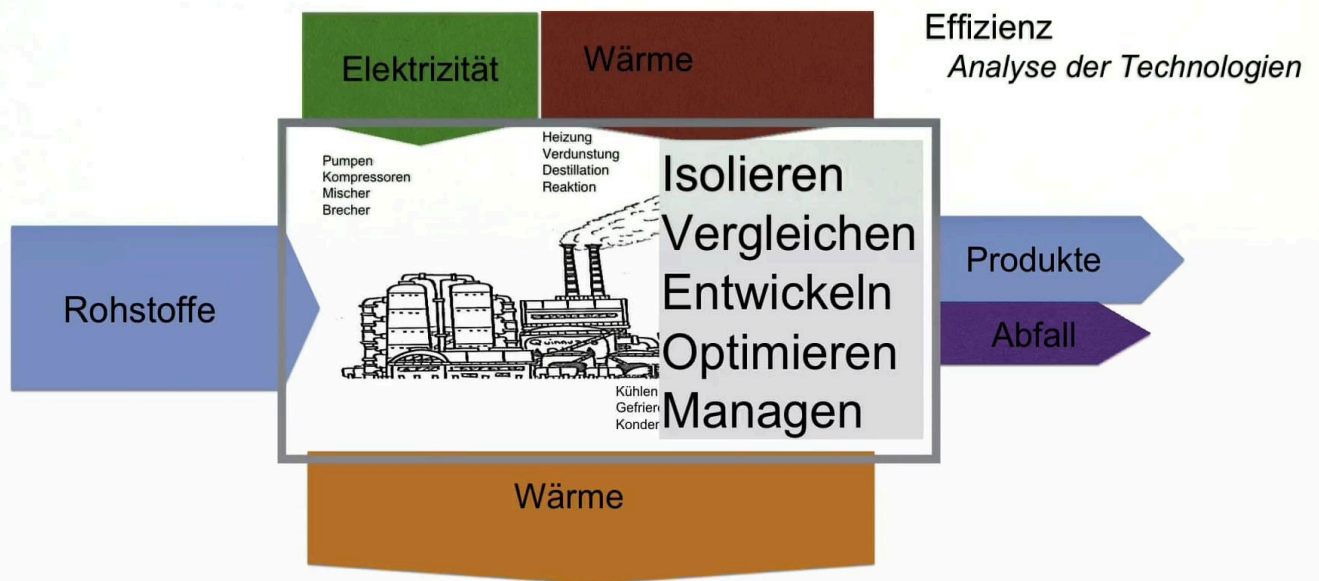 Effizienz
Analyse der Technologien
Elektrizität
Wärme
Pumpen
Kompressoren
Mischer
Brecher
Heizung
Verdunstung
Destillation
Reaktion
Isolieren
Vergleichen
Entwickeln
Optimieren
Managen
Rohstoffe
Produkte
Abfall
Kühlen
Wärme